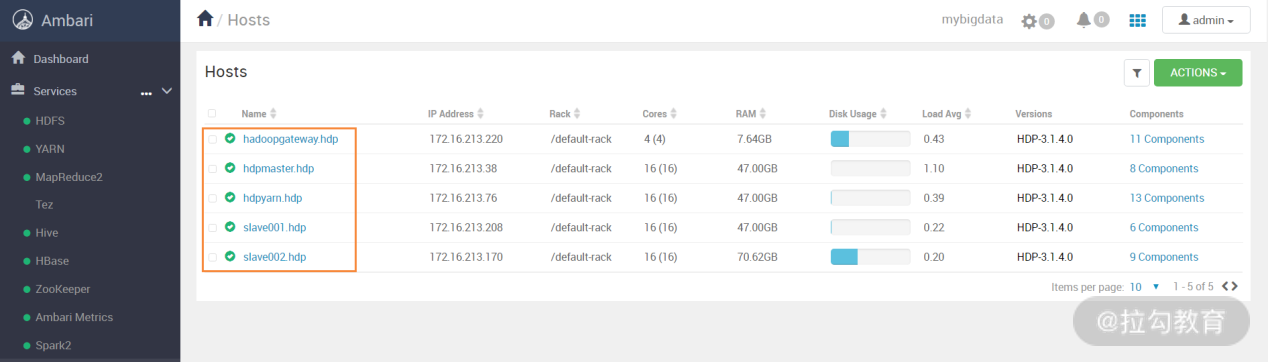 Ambari
/ Hosts
mybigdata
0
0
admin
Dashboard
Services
...
HDFS
YARN
MapReduce2
Tez
Hive
HBase
ZooKeeper
Ambari Metrics
Spark2
Hosts
ACTIONS
Name IP Address Rack Cores RAM Disk Usage Load Avg Versions Components
hadoopgateway.hdp 172.16.213.220 /default-rack 4 (4) 7.64GB 0.43 HDP-3.1.4.0 11 Components
hdpmaster.hdp 172.16.213.38 /default-rack 16 (16) 47.00GB 1.10 HDP-3.1.4.0 8 Components
hdpyarn.hdp 172.16.213.76 /default-rack 16 (16) 47.00GB 0.39 HDP-3.1.4.0 13 Components
slave001.hdp 172.16.213.208 /default-rack 16 (16) 47.00GB 0.22 HDP-3.1.4.0 6 Components
slave002.hdp 172.16.213.170 /default-rack 16 (16) 70.62GB 0.20 HDP-3.1.4.0 9 Components
Items per page: 10 1 - 5 of 5
@拉勾教育